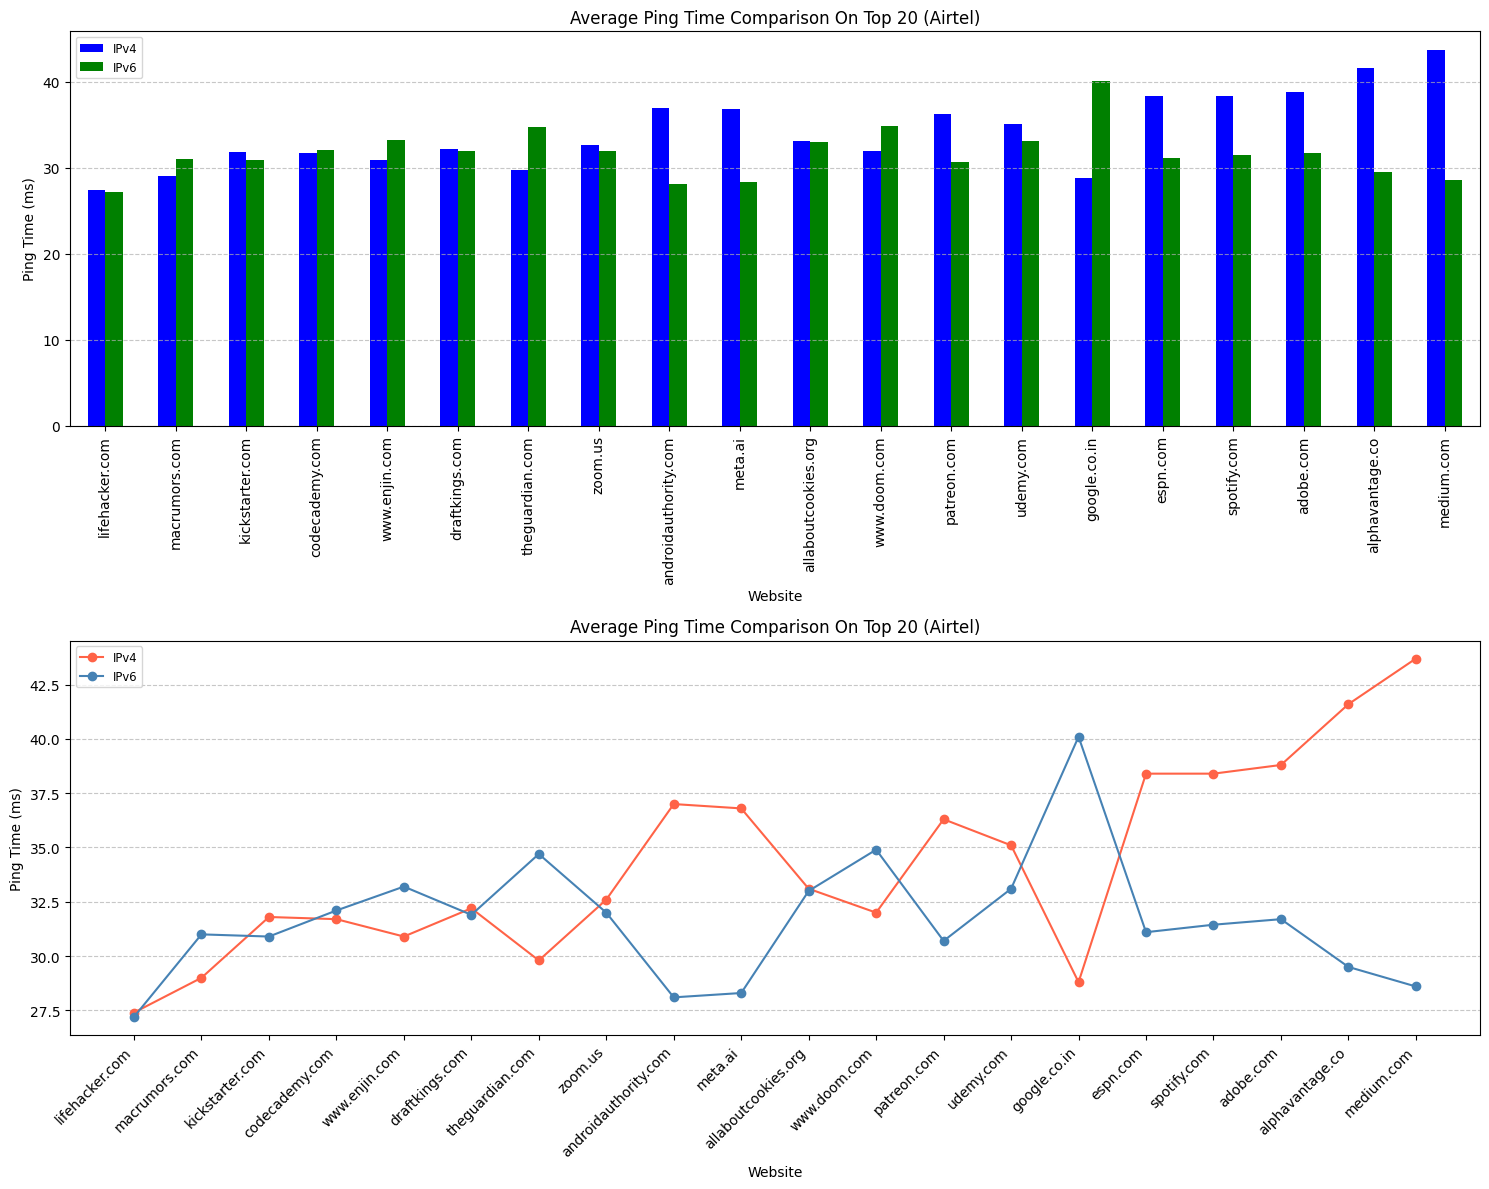 Average Ping Time Comparison On Top 20 (Airtel)
IPv4
IPv6
Ping Time (ms)
40
30
20
10
0
lifehacker.com
macrumors.com
kickstarter.com
codecademy.com
www.enjin.com
draftkings.com
theguardian.com
zoom.us
androidauthority.com
meta.ai
allaboutcookies.org
www.doom.com
patreon.com
udemy.com
google.co.in
espn.com
spotify.com
adobe.com
alphavantage.co
medium.com
Website
Average Ping Time Comparison On Top 20 (Airtel)
IPv4
IPv6
Ping Time (ms)
42.5
40.0
37.5
35.0
32.5
30.0
27.5
lifehacker.com
macrumors.com
kickstarter.com
codecademy.com
www.enjin.com
draftkings.com
theguardian.com
zoom.us
androidauthority.com
meta.ai
allaboutcookies.org
www.doom.com
patreon.com
udemy.com
google.co.in
espn.com
spotify.com
adobe.com
alphavantage.co
medium.com
Website